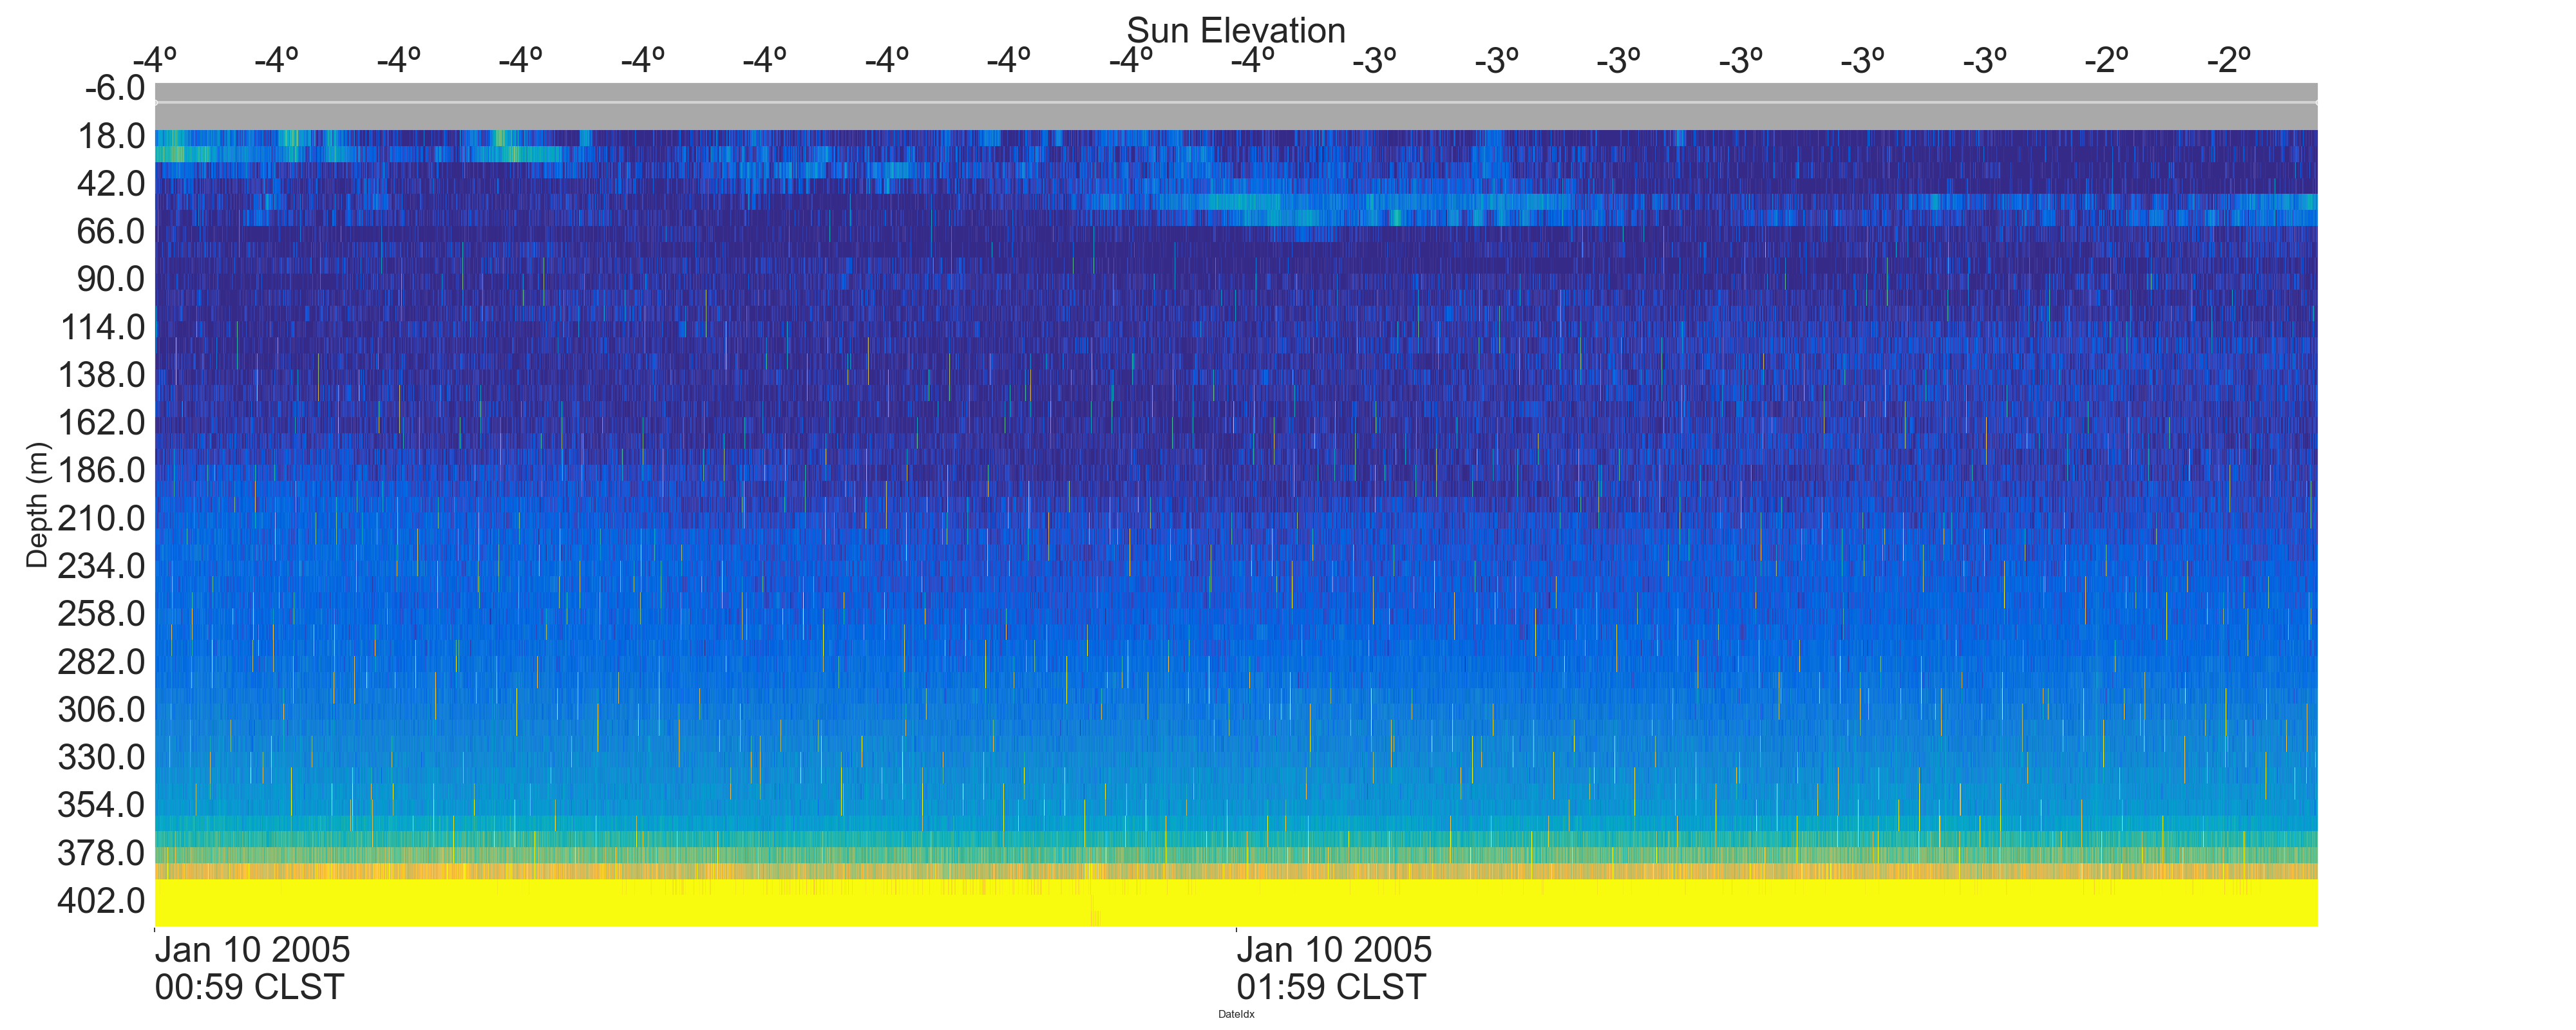 Sun Elevation
-4º -4º -4º -4º -4º -4º -4º -4º -4º -4º -3º -3º -3º -3º -3º -3º -2º -2º
-6.0
18.0
42.0
66.0
90.0
114.0
138.0
162.0
186.0
210.0
234.0
258.0
282.0
306.0
330.0
354.0
378.0
402.0
Depth (m)
Jan 10 2005
00:59 CLST
Jan 10 2005
01:59 CLST
DateIdx